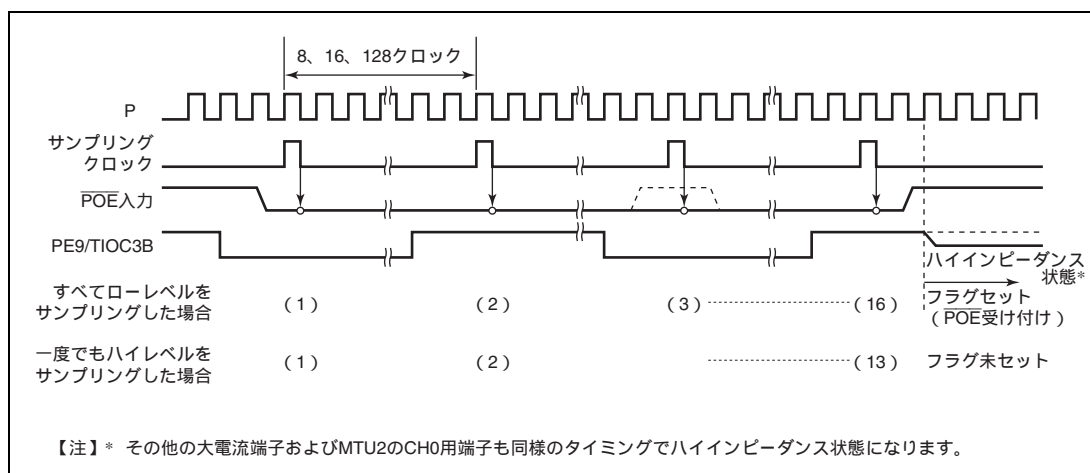 8、16、128クロック
P
サンプリング
クロック
POE入力
PE9/TIOC3B
ハイインピーダンス
状態*
すべてローレベルを
サンプリングした場合
(1) (2) (3) (16)
フラグセット
(POE受け付け)
一度でもハイレベルを
サンプリングした場合
(1) (2) (13) フラグ未セット
【注】* その他の大電流端子およびMTU2のCH0用端子も同様のタイミングでハイインピーダンス状態になります。